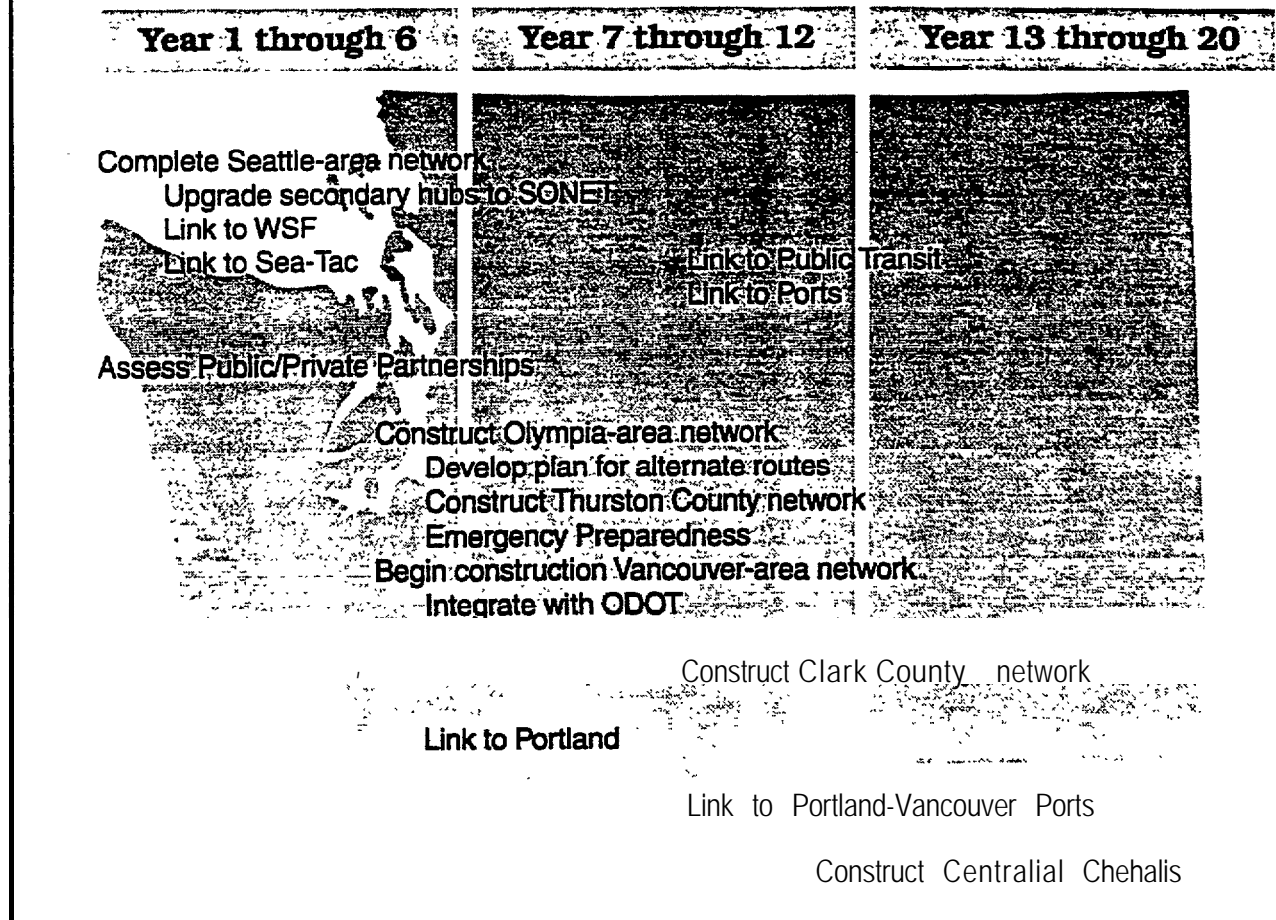 Year 1 through 6 Year 7 through 12 Year 13 through 20
Complete Seattle-area network
Upgrade secondary hubs to SONET
Link to WSF
Link to Sea-Tac
Link to Public Transit
Link to Ports
Assess Public/Private Partnerships
Construct Olympia-area network
Develop plan for alternate routes
Construct Thurston County network
Emergency Preparedness
Begin construction Vancouver-area network
Integrate with ODOT
Construct Clark County network
Link to Portland
Link to Portland-Vancouver Ports
Construct Centralial Chehalis